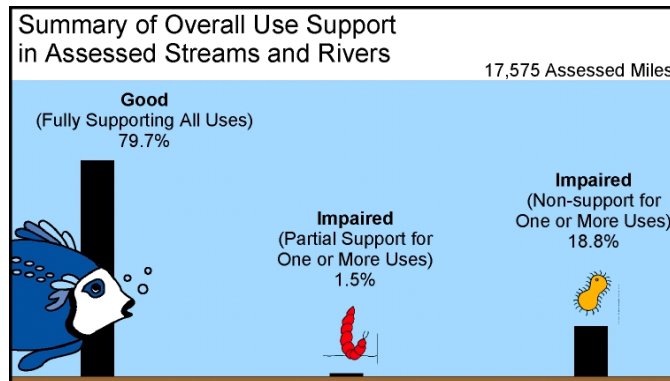 Summary of Overall Use Support
in Assessed Streams and Rivers
17,575 Assessed Miles
Good
(Fully Supporting All Uses)
79.7%
Impaired
(Partial Support for
One or More Uses)
1.5%
Impaired
(Non-support for
One or More Uses)
18.8%